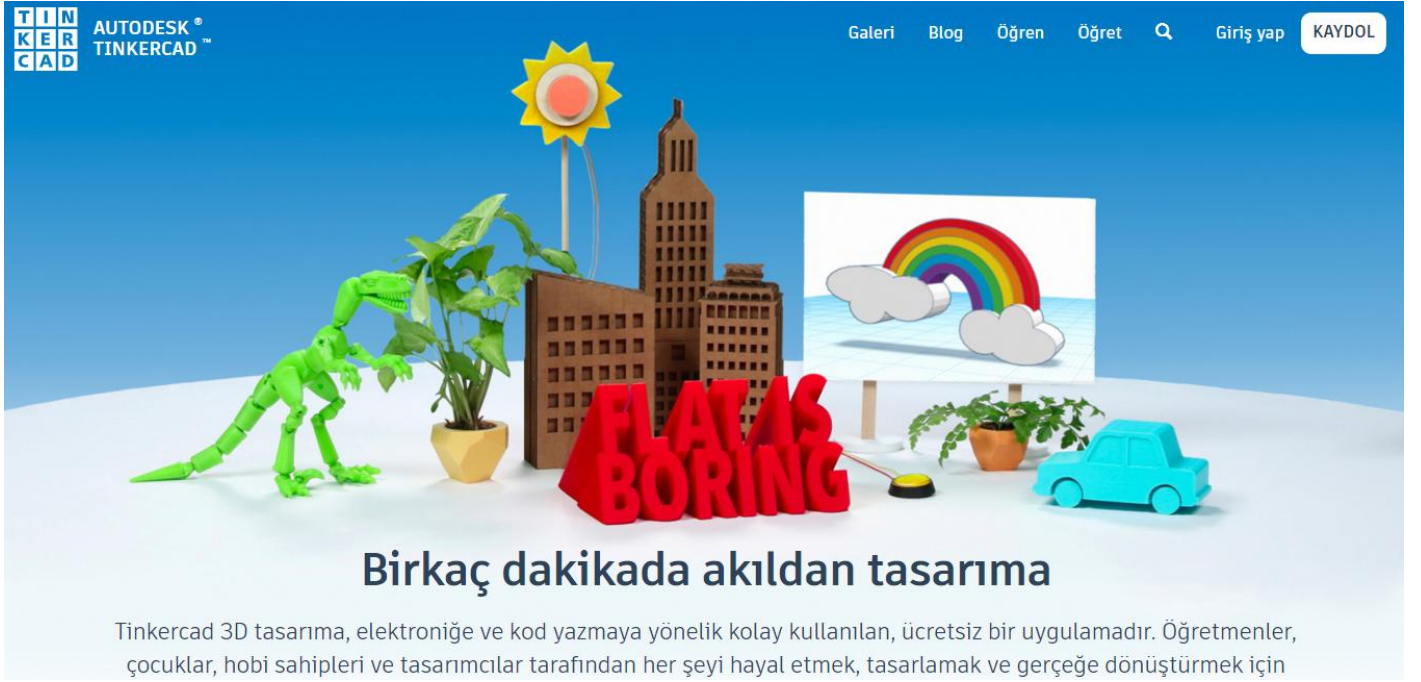 TIN
KER
CAD
AUTODESK®
TINKERCAD™
Galeri Blog Öğren Öğret Giriş yap KAYDOL
FLAT IS
BORING
Birkaç dakikada akıldan tasarıma
Tinkercad 3D tasarıma, elektroniğe ve kod yazmaya yönelik kolay kullanılan, ücretsiz bir uygulamadır. Öğretmenler,
çocuklar, hobi sahipleri ve tasarımcılar tarafından her şeyi hayal etmek, tasarlamak ve gerçeğe dönüştürmek için